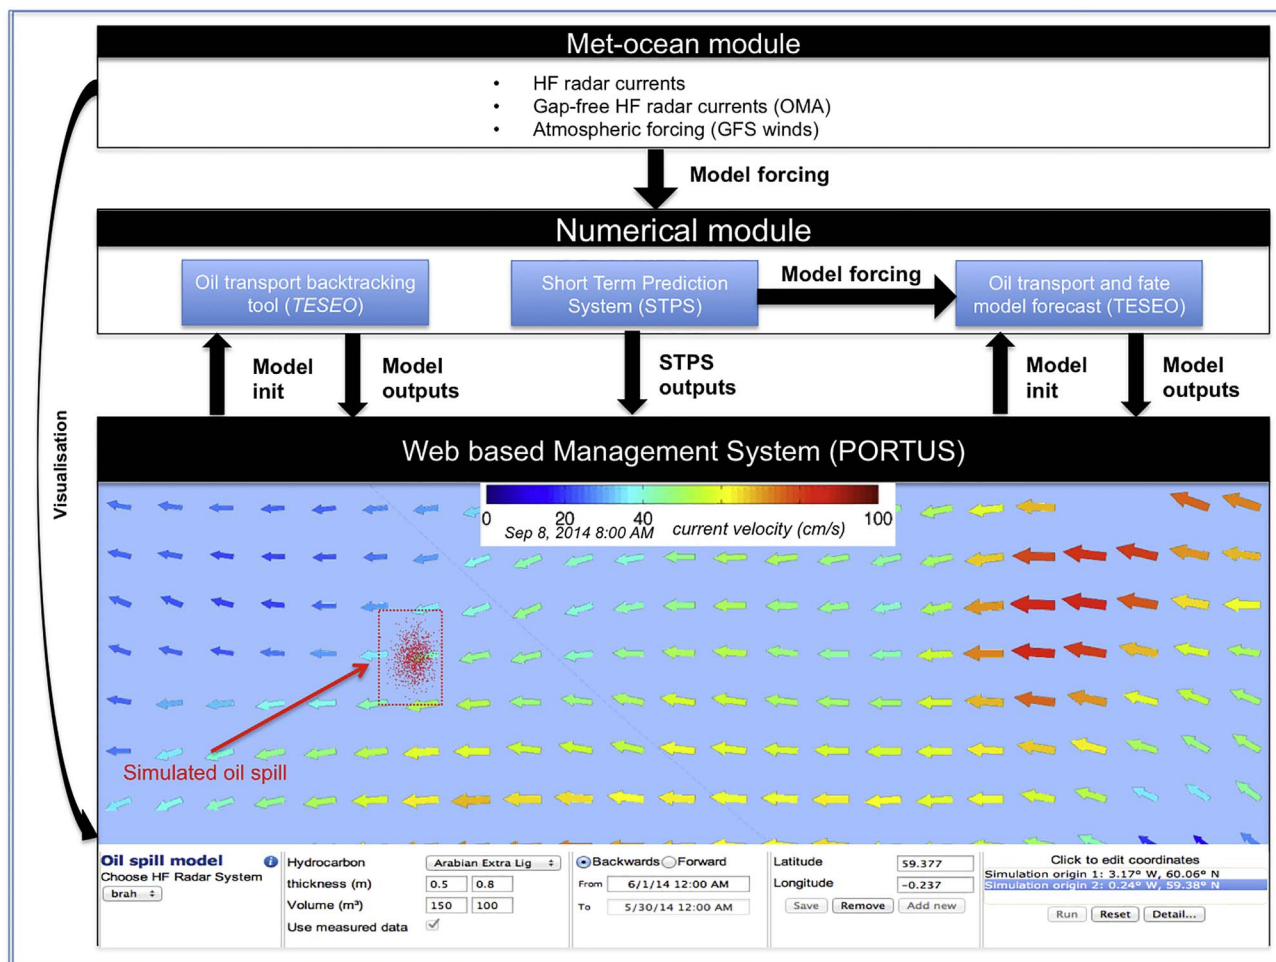 Met-ocean module
• HF radar currents
• Gap-free HF radar currents (OMA)
• Atmospheric forcing (GFS winds)
Model forcing
Numerical module
Oil transport backtracking
tool (TESEO)
Short Term Prediction
System (STPS)
Model forcing
Oil transport and fate
model forecast (TESEO)
Model
init
Model
outputs
STPS
outputs
Model
init
Model
outputs
Visualisation
Web based Management System (PORTUS)
0 20 40 100
Sep 8, 2014 8:00 AM current velocity (cm/s)
Simulated oil spill
Oil spill model i
Choose HF Radar System
brah
Hydrocarbon Arabian Extra Lig
thickness (m) 0.5 0.8
Volume (m³) 150 100
Use measured data
Backwards Forward
From 6/1/14 12:00 AM
To 5/30/14 12:00 AM
Latitude 59.377
Longitude -0.237
Save Remove Add new
Click to edit coordinates
Simulation origin 1: 3.17º W, 60.06º N
Simulation origin 2: 0.24º W, 59.38º N
Run Reset Detail...